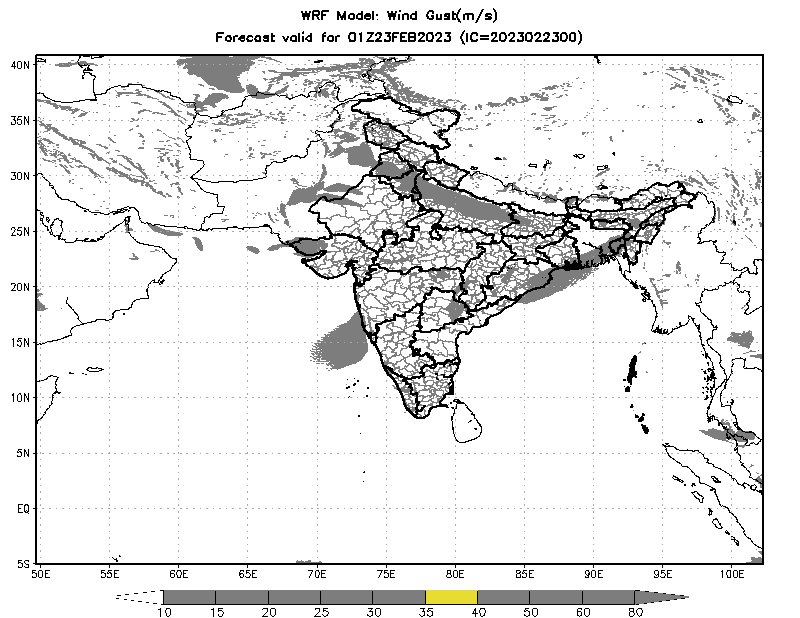 WRF Model: Wind Gust(m/s)
Forecast valid for 01Z23FEB2023 (IC=2023022300)
40N
35N
30N
25N
20N
15N
10N
5N
EQ
5S
50E 55E 60E 65E 70E 75E 80E 85E 90E 95E 100E
10 15 20 25 30 35 40 50 60 80